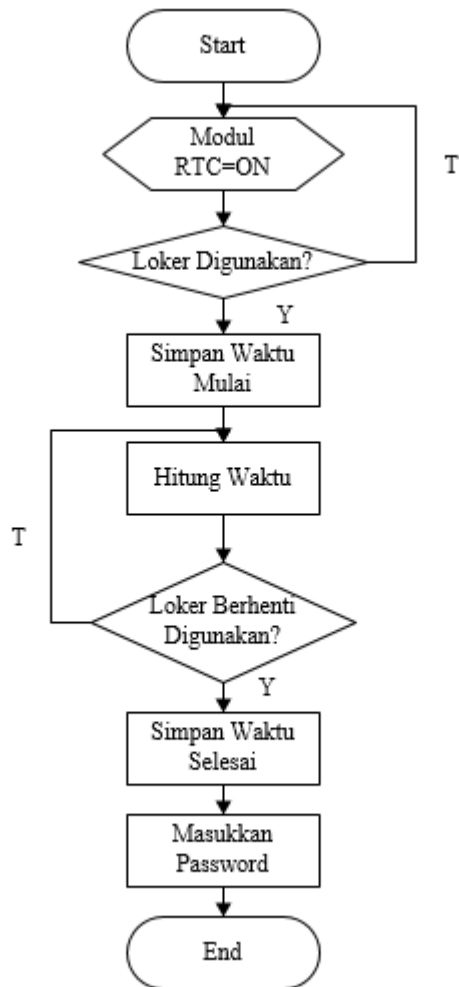 Start
Modul
RTC=ON
T
Loker Digunakan?
Y
Simpan Waktu
Mulai
Hitung Waktu
T
Loker Berhenti
Digunakan?
Y
Simpan Waktu
Selesai
Masukkan
Password
End